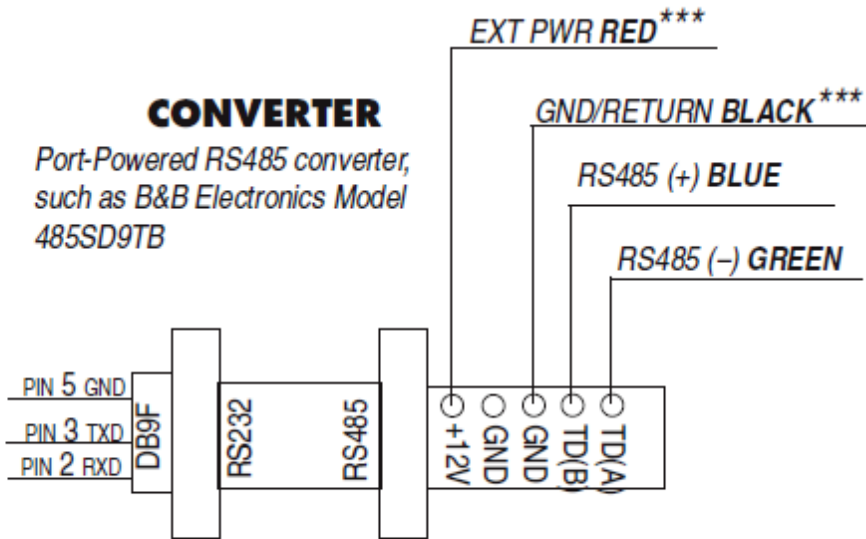 EXT PWR RED***
CONVERTER
GND/RETURN BLACK***
Port-Powered RS485 converter,
such as B&B Electronics Model
485SD9TB
RS485 (+) BLUE
RS485 (–) GREEN
PIN 5 GND
PIN 3 TXD
PIN 2 RXD
DB9F
RS232
RS485
+12V
GND
GND
TD(B)
TD(A)